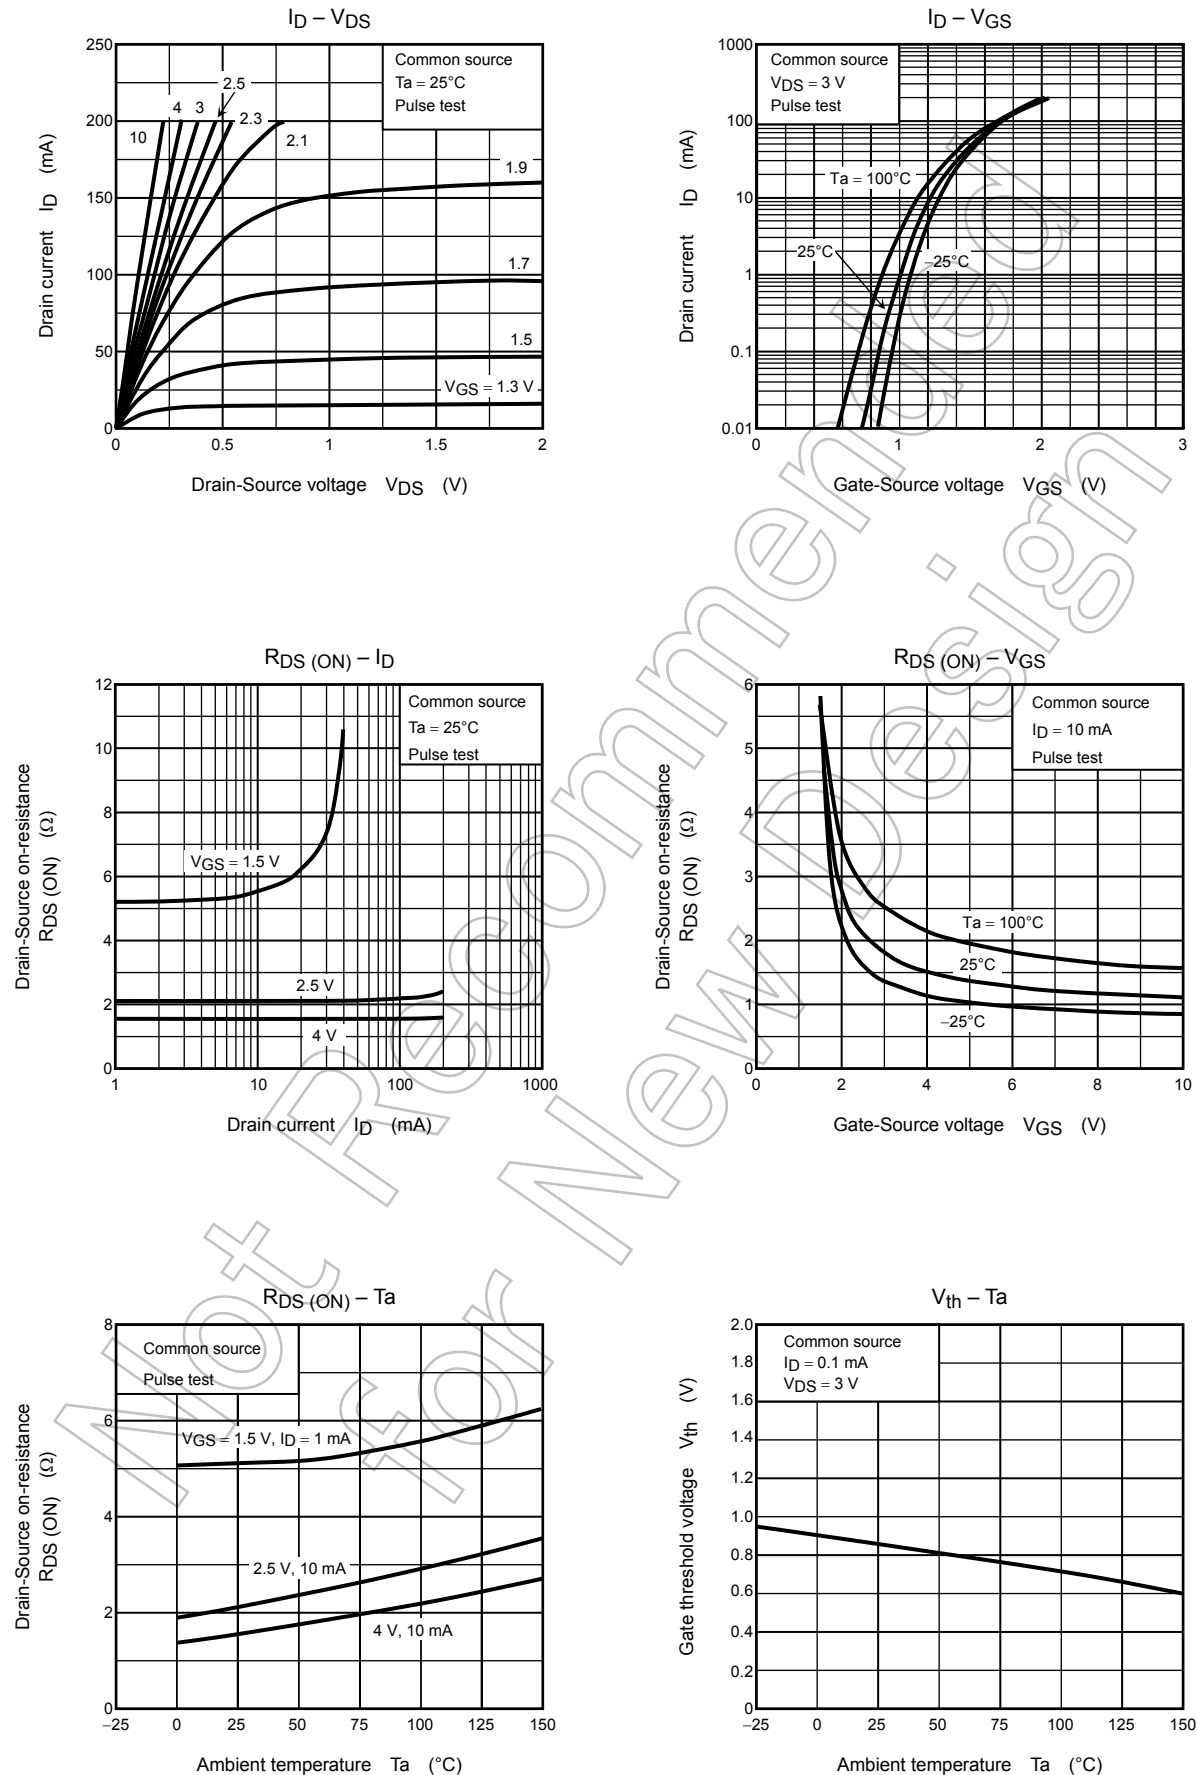 ID – VDS
250
200
150
100
50
0
0
0.5
1
1.5
2
Drain current ID (mA)
Drain-Source voltage VDS (V)
Common source
Ta = 25°C
Pulse test
10
4
3
2.5
2.3
2.1
1.9
1.7
1.5
VGS = 1.3 V
ID – VGS
1000
100
10
1
0.1
0.01
0
1
2
3
Drain current ID (mA)
Gate-Source voltage VGS (V)
Common source
VDS = 3 V
Pulse test
Ta = 100°C
25°C
−25°C
RDS (ON) – ID
12
10
8
6
4
2
0
1
10
100
1000
Drain-Source on-resistance
RDS (ON) (Ω)
Drain current ID (mA)
Common source
Ta = 25°C
Pulse test
VGS = 1.5 V
2.5 V
4 V
RDS (ON) – VGS
6
5
4
3
2
1
0
0
2
4
6
8
10
Drain-Source on-resistance
RDS (ON) (Ω)
Gate-Source voltage VGS (V)
Common source
ID = 10 mA
Pulse test
Ta = 100°C
25°C
−25°C
RDS (ON) – Ta
8
6
4
2
0
−25
0
25
50
75
100
125
150
Drain-Source on-resistance
RDS (ON) (Ω)
Ambient temperature Ta (°C)
Common source
Pulse test
VGS = 1.5 V, ID = 1 mA
2.5 V, 10 mA
4 V, 10 mA
Vth – Ta
2.0
1.8
1.6
1.4
1.2
1.0
0.8
0.6
0.4
0.2
0
−25
0
25
50
75
100
125
150
Gate threshold voltage Vth (V)
Ambient temperature Ta (°C)
Common source
ID = 0.1 mA
VDS = 3 V
Not Recommended
for New Design